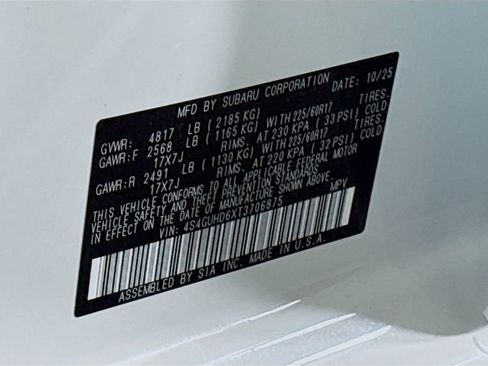 MFD BY SUBARU CORPORATION DATE: 10/25
GVWR: 4817 LB ( 2185 KG)
GAWR:F 2568 LB ( 1165 KG) WITH 225/60R17 TIRES.
17X7J RIMS. AT 230 KPA ( 33 PSI) COLD
GAWR:R 2491 LB ( 1130 KG) WITH 225/60R17 TIRES.
17X7J RIMS. AT 220 KPA ( 32 PSI) COLD
THIS VEHICLE CONFORMS TO ALL APPLICABLE FEDERAL MOTOR
VEHICLE SAFETY AND THEFT PREVENTION STANDARDS
IN EFFECT ON THE DATE OF MANUFACTURE SHOWN ABOVE.
VIN: 4S4GUHD6XT3706875 MPV
ASSEMBLED BY SIA INC. MADE IN U.S.A.